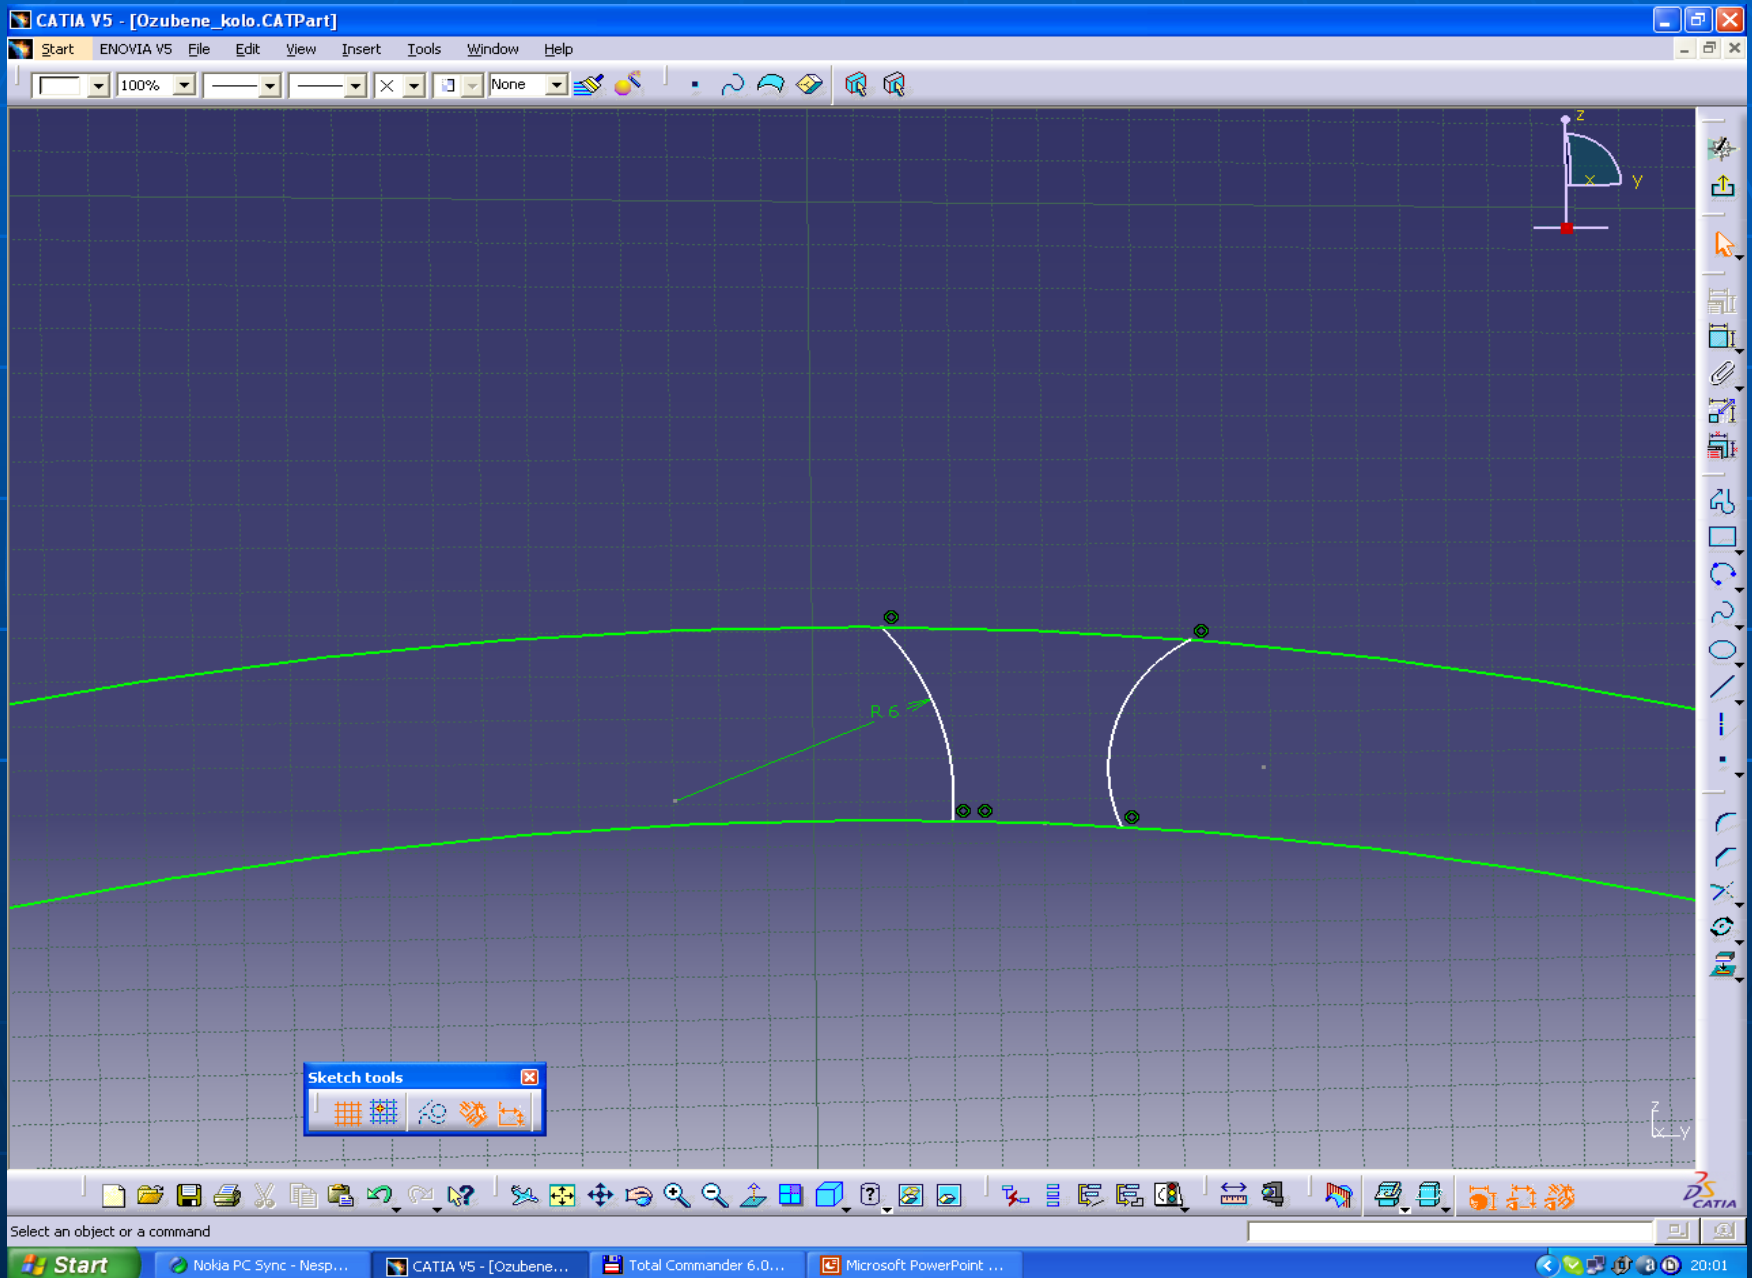 CATIA V5 - [Ozubene_kolo.CATPart]
Start ENOVIA V5 File Edit View Insert Tools Window Help
100% None
z
x y
R 6
Sketch tools
z
x y
CATIA
Select an object or a command
Start Nokia PC Sync - Nesp... CATIA V5 - [Ozubene... Total Commander 6.0... Microsoft PowerPoint ... 20:01